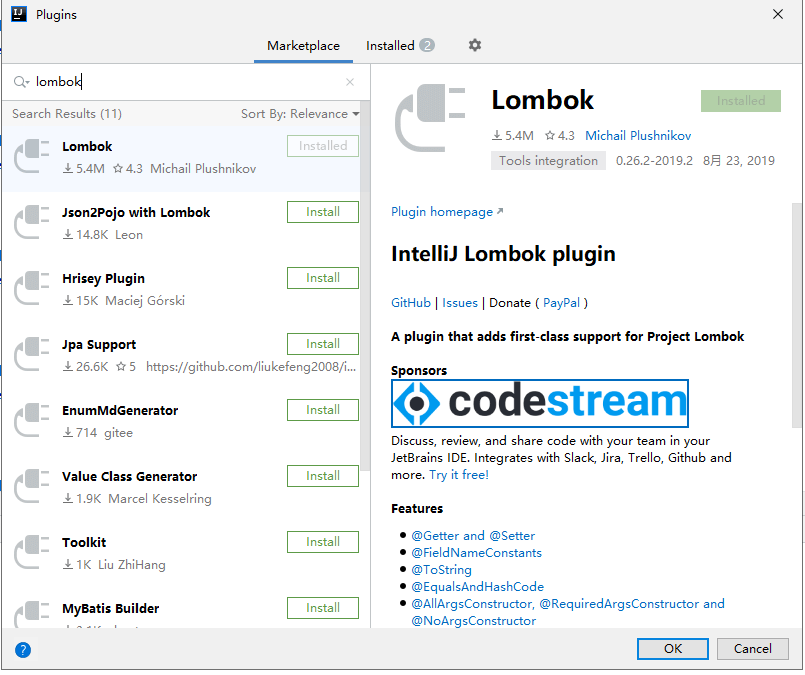 Plugins
Marketplace
Installed 2
lombok
Search Results (11)
Sort By: Relevance
Lombok
Installed
5.4M 4.3 Michail Plushnikov
Json2Pojo with Lombok
Install
14.8K Leon
Hrisey Plugin
Install
15K Maciej Górski
Jpa Support
Install
26.6K 5 https://github.com/liukefeng2008/i...
EnumMdGenerator
Install
714 gitee
Value Class Generator
Install
1.9K Marcel Kesselring
Toolkit
Install
1K Liu ZhiHang
MyBatis Builder
Install
Lombok
Installed
5.4M 4.3 Michail Plushnikov
Tools integration 0.26.2-2019.2 8月 23, 2019
Plugin homepage
IntelliJ Lombok plugin
GitHub | Issues | Donate ( PayPal )
A plugin that adds first-class support for Project Lombok
Sponsors
codestream
Discuss, review, and share code with your team in your
JetBrains IDE. Integrates with Slack, Jira, Trello, Github and
more. Try it free!
Features
@Getter and @Setter
@FieldNameConstants
@ToString
@EqualsAndHashCode
@AllArgsConstructor, @RequiredArgsConstructor and
@NoArgsConstructor
?
OK
Cancel